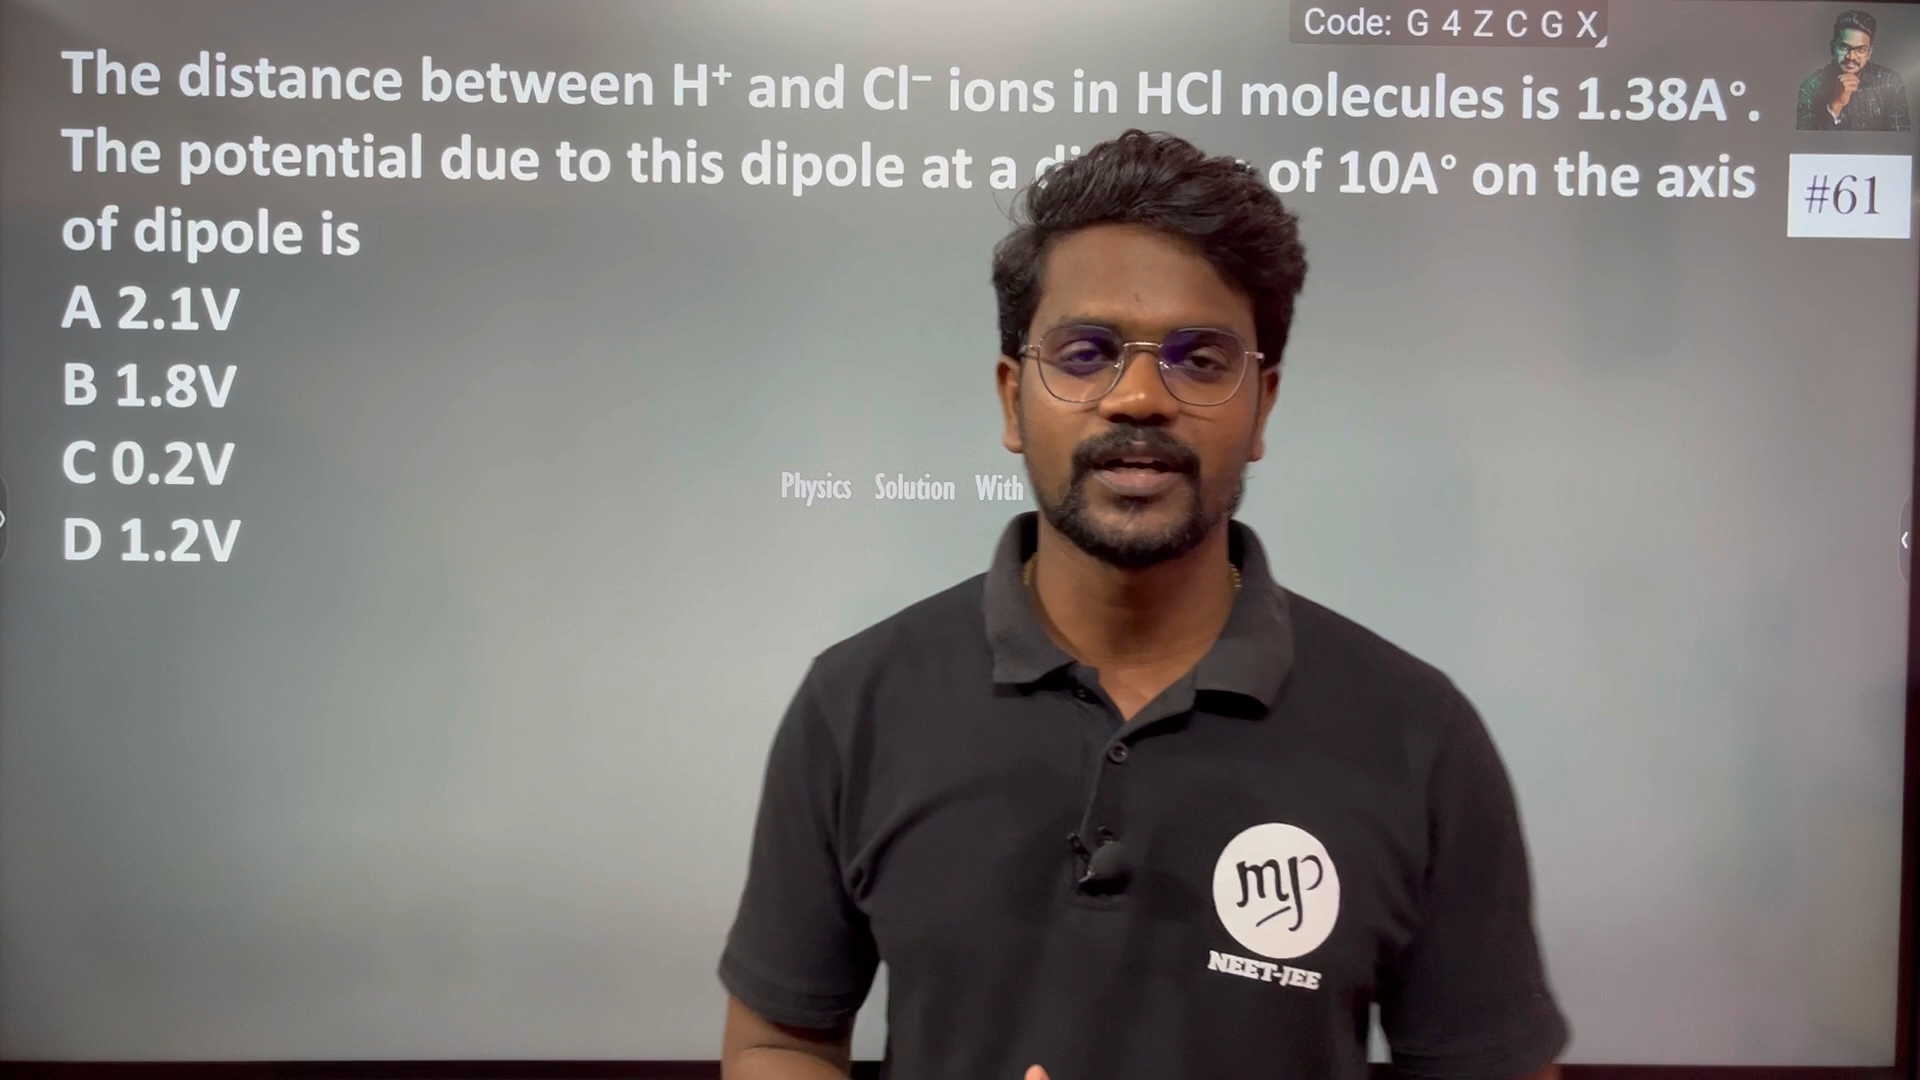 Code: G 4 Z C G X
The distance between H⁺ and Cl⁻ ions in HCl molecules is 1.38A°.
The potential due to this dipole at a of 10A° on the axis
of dipole is
#61
A 2.1V
B 1.8V
C 0.2V
D 1.2V
Physics Solution With
mp
NEET-JEE